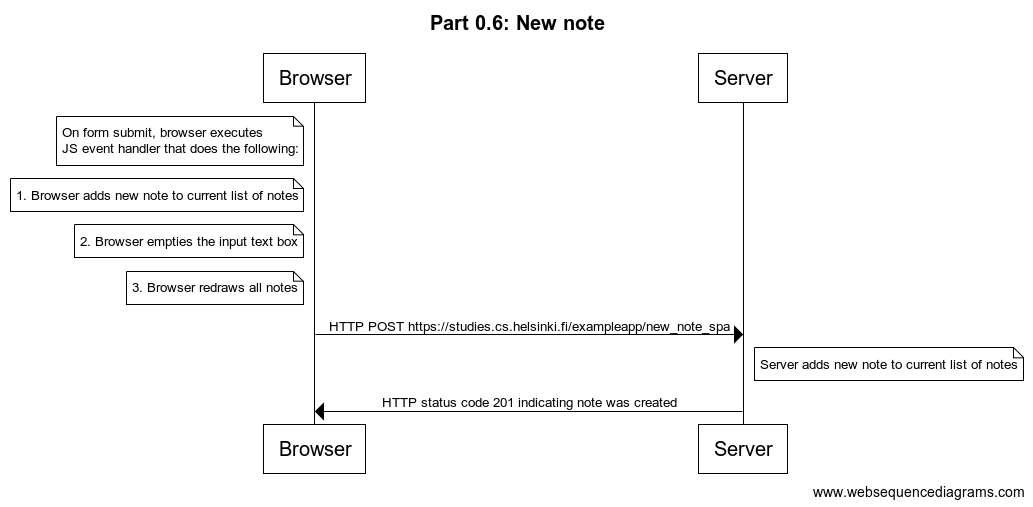 Part 0.6: New note
Browser
Server
On form submit, browser executes
JS event handler that does the following:
1. Browser adds new note to current list of notes
2. Browser empties the input text box
3. Browser redraws all notes
HTTP POST https://studies.cs.helsinki.fi/exampleapp/new_note_spa
Server adds new note to current list of notes
HTTP status code 201 indicating note was created
Browser
Server
www.websequencediagrams.com